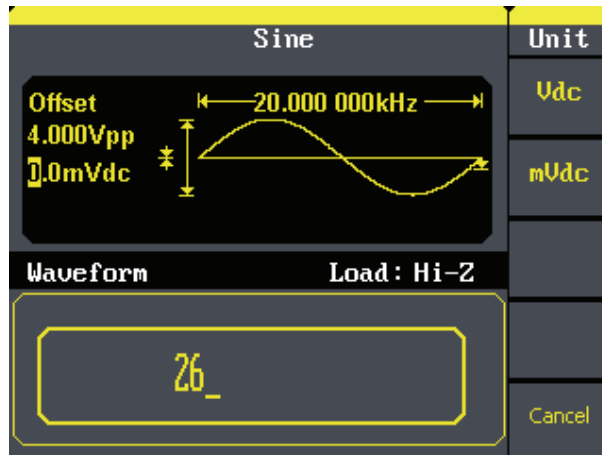 Sine
Unit
Offset
20.000 000kHz
Vdc
4.000Vpp
0.0mVdc
mVdc
Waveform
Load: Hi-Z
26_
Cancel